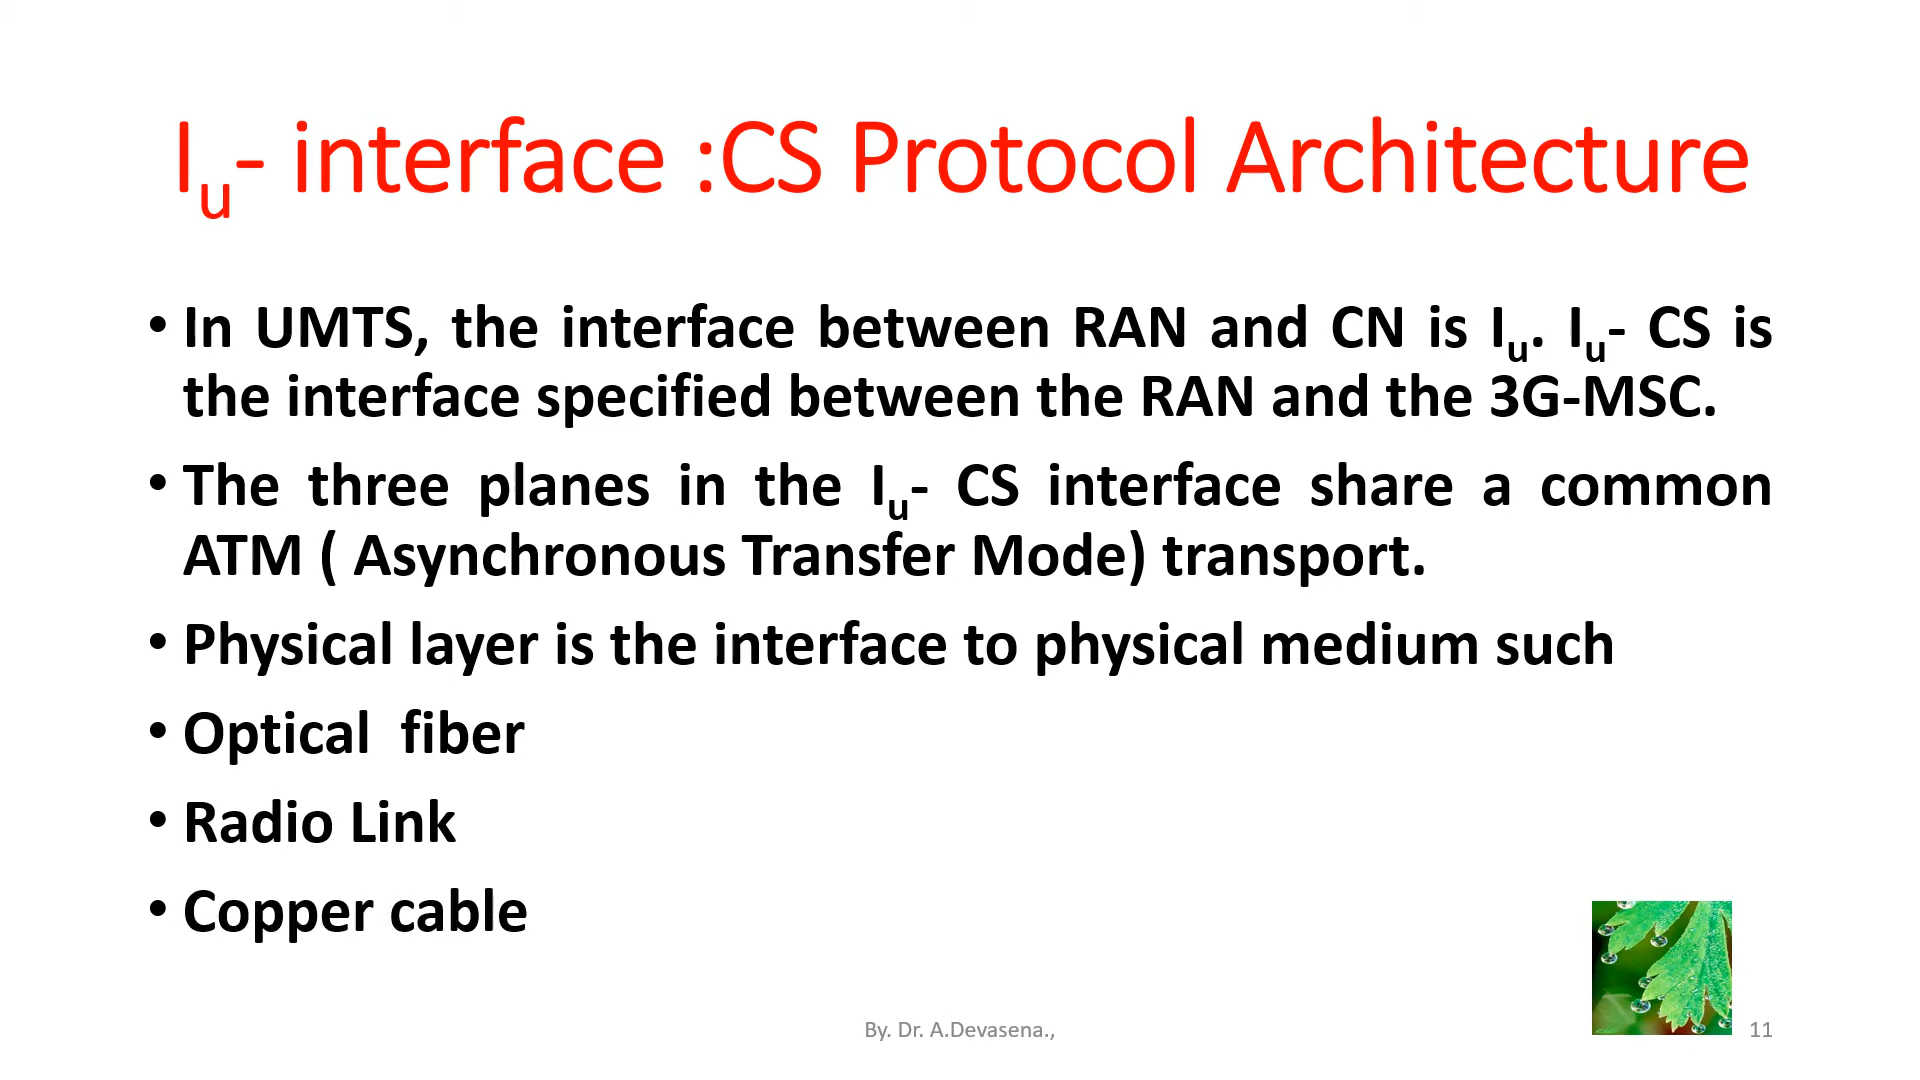 Iu- interface :CS Protocol Architecture
• In UMTS, the interface between RAN and CN is Iu. Iu- CS is
the interface specified between the RAN and the 3G-MSC.
• The three planes in the Iu- CS interface share a common
ATM ( Asynchronous Transfer Mode) transport.
• Physical layer is the interface to physical medium such
• Optical  fiber
• Radio Link
• Copper cable
By. Dr. A.Devasena.,
11